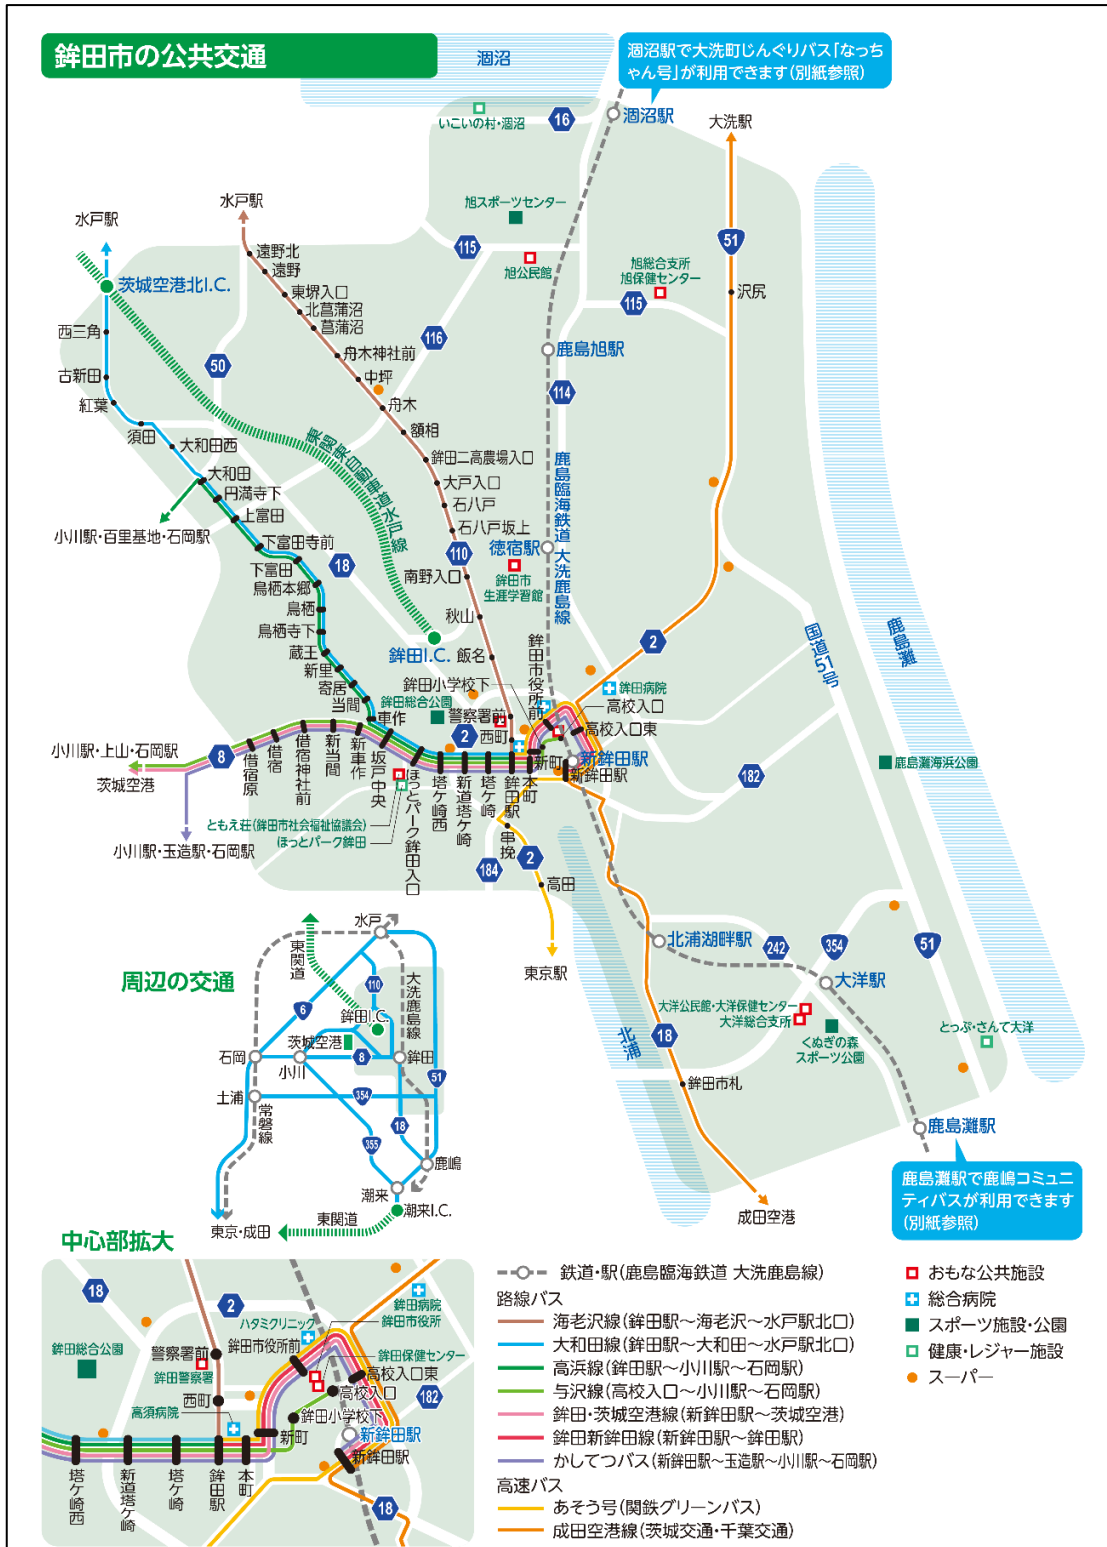 鉾田市の公共交通
涸沼
涸沼駅で大洗町じんぐりバス「なっ
ちゃん号」が利用できます(別紙参照)
いこいの村・涸沼
16
涸沼駅
大洗駅
水戸駅
水戸駅
旭スポーツセンター
115
旭公民館
51
旭総合支所
旭保健センター
115
沢尻
遠野北
遠野
東堺入口
北菖蒲沼
菖蒲沼
舟木神社前
中坪
舟木
額相
鉾田二高農場入口
大戸入口
石八戸
石八戸坂上
110
南野入口
秋山
飯名
茨城空港北I.C.
西三角
古新田
紅葉
須田
大和田西
大和田
円満寺下
上富田
下富田寺前
下富田
鳥栖本郷
鳥栖
鳥栖寺下
蔵王
新里
寄居
当間
車作
50
116
18
東関東自動車道水戸線
鉾田I.C.
小川駅・百里基地・石岡駅
鹿島旭駅
114
鹿島臨海鉄道 大洗鹿島線
徳宿駅
鉾田市
生涯学習館
国道51号
鹿島灘
2
鉾田市役所前
鉾田小学校下
鉾田病院
高校入口
高校入口東
鉾田総合公園
警察署前
西町
2
新町
新鉾田駅
新鉾田駅
鹿島灘海浜公園
182
小川駅・上山・石岡駅
茨城空港
8
小川駅・玉造駅・石岡駅
借宿原
借宿
借宿神社前
新当間
新車作
坂戸中央
ほっとパーク鉾田入口
塔ケ崎西
新道塔ケ崎
塔ケ崎
鉾田駅
本町
ともえ荘(鉾田市社会福祉協議会)
ほっとパーク鉾田
串挽
2
184
高田
東京駅
北浦
北浦湖畔駅
242
354
51
大洋駅
大洋公民館・大洋保健センター
大洋総合支所
くぬぎの森
スポーツ公園
とっぷ・さんて大洋
18
鉾田市札
鹿島灘駅
鹿島灘駅で鹿嶋コミュニ
ティバスが利用できます
(別紙参照)
成田空港
周辺の交通
東関道
水戸
110
大洗鹿島線
6
鉾田I.C.
茨城空港
石岡
小川
8
鉾田
51
土浦
354
常磐線
18
355
鹿嶋
潮来
潮来I.C.
東関道
東京・成田
中心部拡大
18
2
鉾田総合公園
ハタミクリニック
鉾田市役所前
鉾田病院
鉾田市役所
警察署前
鉾田警察署
鉾田保健センター
高校入口東
高校入口
182
西町
高須病院
鉾田小学校下
新町
新鉾田駅
新鉾田駅
18
塔ケ崎西
新道塔ケ崎
塔ケ崎
鉾田駅
本町
鉄道・駅(鹿島臨海鉄道 大洗鹿島線)
路線バス
海老沢線(鉾田駅～海老沢～水戸駅北口)
大和田線(鉾田駅～大和田～水戸駅北口)
高浜線(鉾田駅～小川駅～石岡駅)
与沢線(高校入口～小川駅～石岡駅)
鉾田・茨城空港線(新鉾田駅～茨城空港)
鉾田新鉾田線(新鉾田駅～鉾田駅)
かしてつバス(新鉾田駅～玉造駅～小川駅～石岡駅)
高速バス
あそう号(関鉄グリーンバス)
成田空港線(茨城交通・千葉交通)
おもな公共施設
総合病院
スポーツ施設・公園
健康・レジャー施設
スーパー